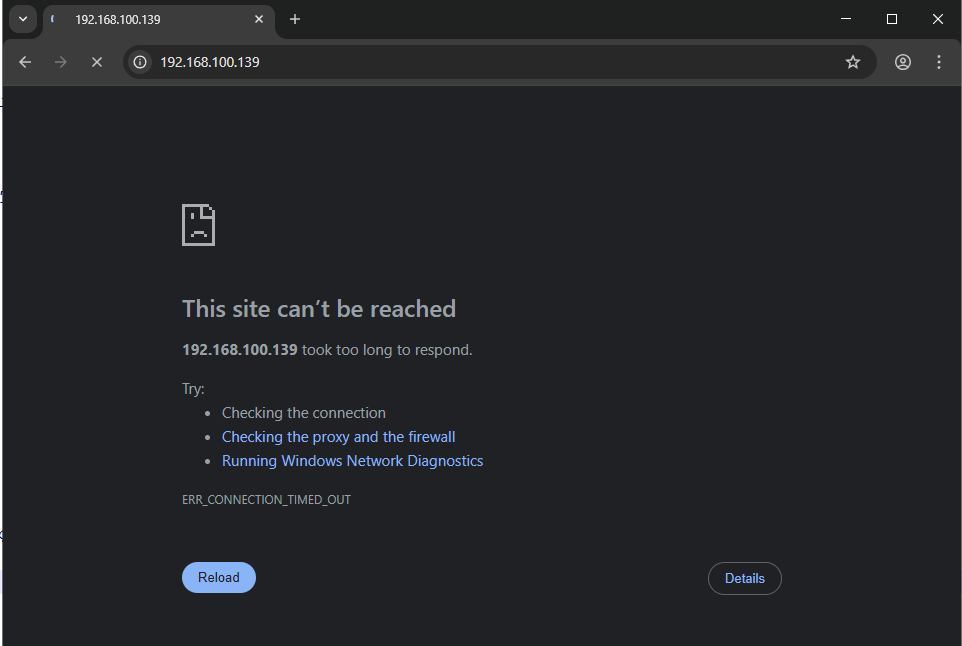 192.168.100.139
192.168.100.139
This site can’t be reached
192.168.100.139 took too long to respond.
Try:
Checking the connection
Checking the proxy and the firewall
Running Windows Network Diagnostics
ERR_CONNECTION_TIMED_OUT
Reload
Details